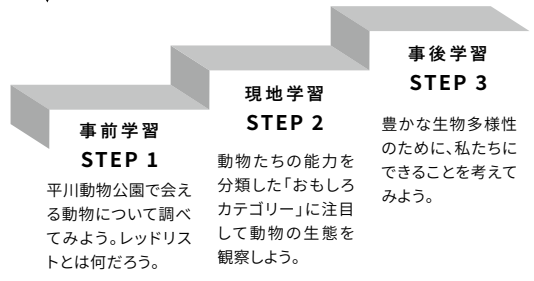 事前学習
STEP 1
平川動物公園で会え
る動物について調べ
てみよう。レッドリス
トとは何だろう。
現地学習
STEP 2
動物たちの能力を
分類した「おもしろ
カテゴリー」に注目
して動物の生態を
観察しよう。
事後学習
STEP 3
豊かな生物多様性
のために、私たちに
できることを考えて
みよう。